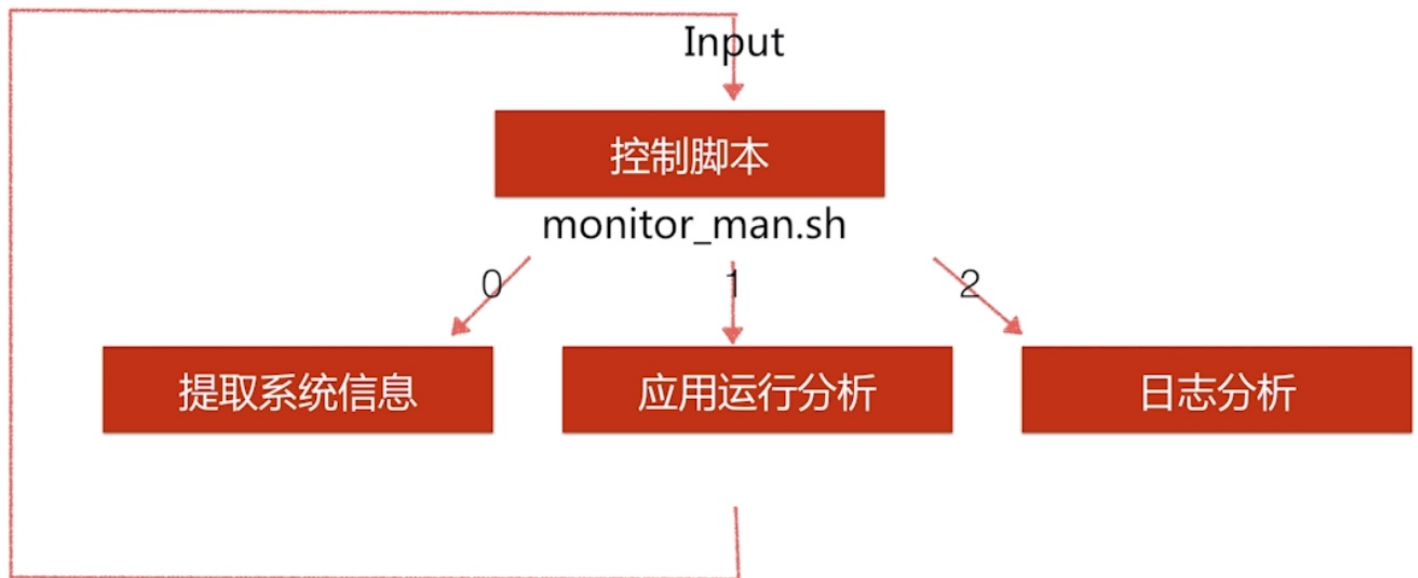 Input
控制脚本
monitor_man.sh
0
1
2
提取系统信息
应用运行分析
日志分析